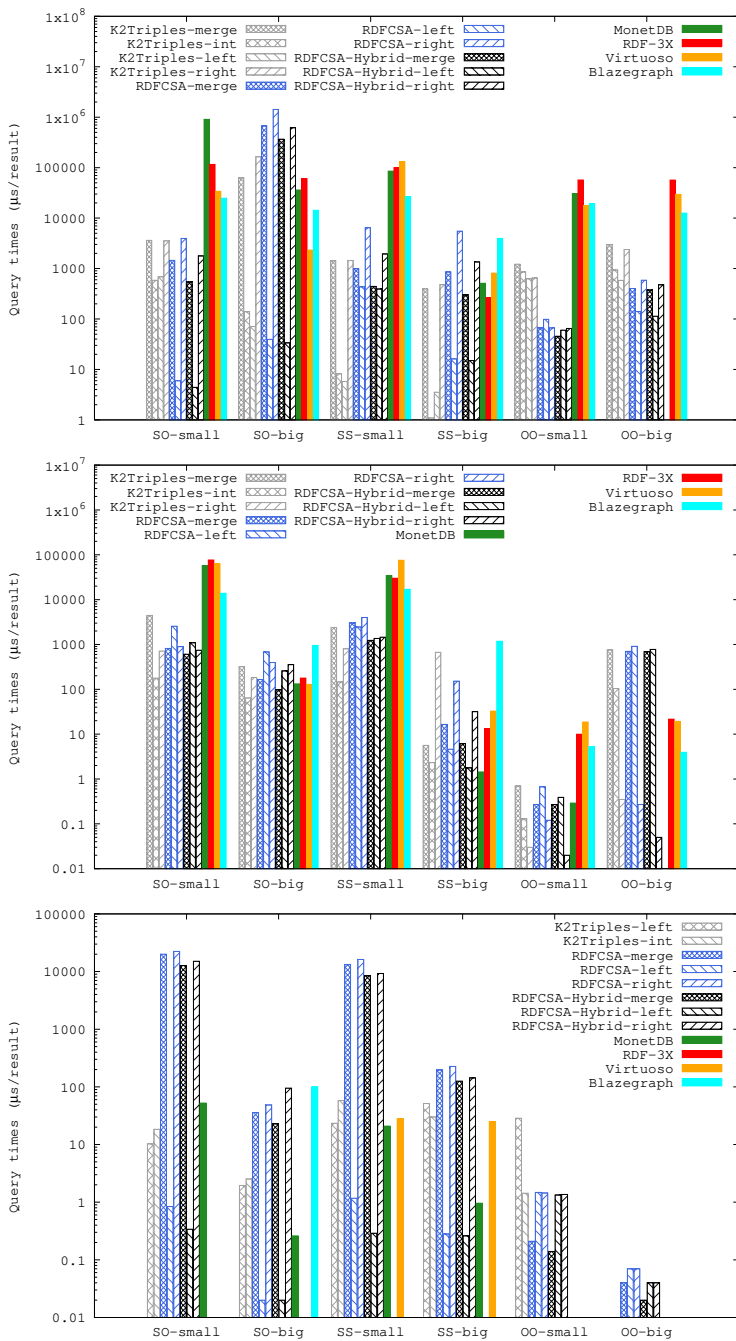 1x10^8
1x10^7
1x10^6
100000
10000
1000
100
10
1
Query times (µs/result)
K2Triples-merge
K2Triples-int
K2Triples-left
K2Triples-right
RDFCSA-merge
RDFCSA-left
RDFCSA-right
RDFCSA-Hybrid-merge
RDFCSA-Hybrid-left
RDFCSA-Hybrid-right
MonetDB
RDF-3X
Virtuoso
Blazegraph
SO-small SO-big SS-small SS-big OO-small OO-big
1x10^7
1x10^6
100000
10000
1000
100
10
1
0.1
0.01
Query times (µs/result)
K2Triples-merge
K2Triples-int
K2Triples-right
RDFCSA-merge
RDFCSA-left
RDFCSA-right
RDFCSA-Hybrid-merge
RDFCSA-Hybrid-left
RDFCSA-Hybrid-right
MonetDB
RDF-3X
Virtuoso
Blazegraph
SO-small SO-big SS-small SS-big OO-small OO-big
100000
10000
1000
100
10
1
0.1
0.01
Query times (µs/result)
K2Triples-left
K2Triples-int
RDFCSA-merge
RDFCSA-left
RDFCSA-right
RDFCSA-Hybrid-merge
RDFCSA-Hybrid-left
RDFCSA-Hybrid-right
MonetDB
RDF-3X
Virtuoso
Blazegraph
SO-small SO-big SS-small SS-big OO-small OO-big